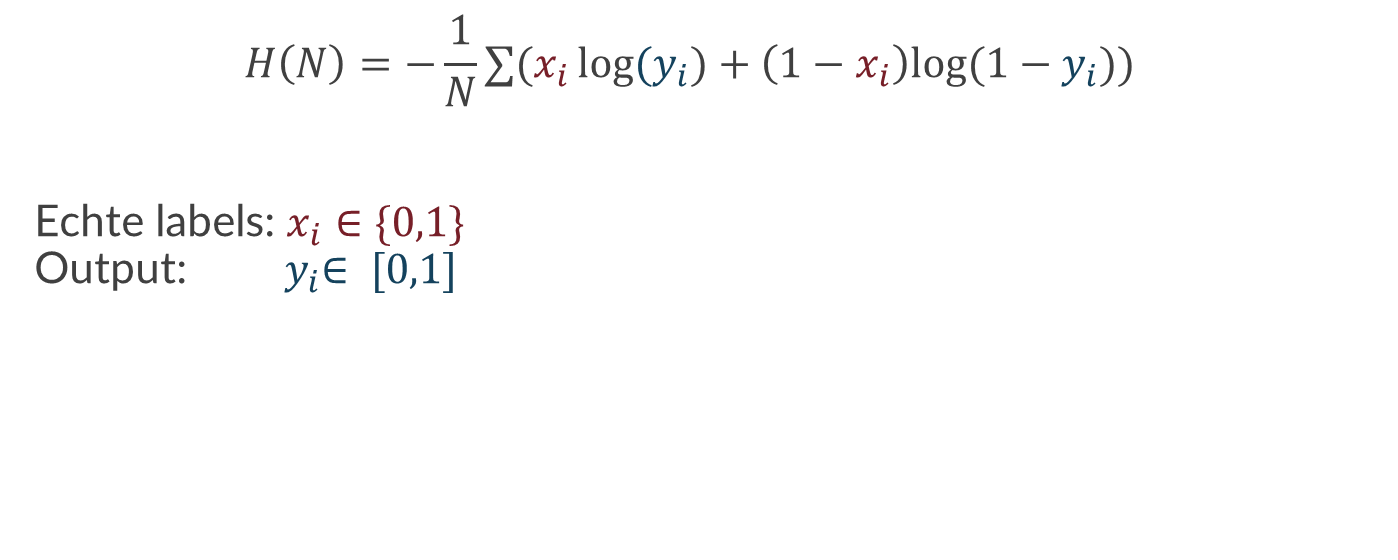 H(N) = −1/N ∑(xᵢ log(yᵢ) + (1 − xᵢ)log(1 − yᵢ))
Echte labels: xᵢ ∈ {0,1}
Output: yᵢ∈ [0,1]